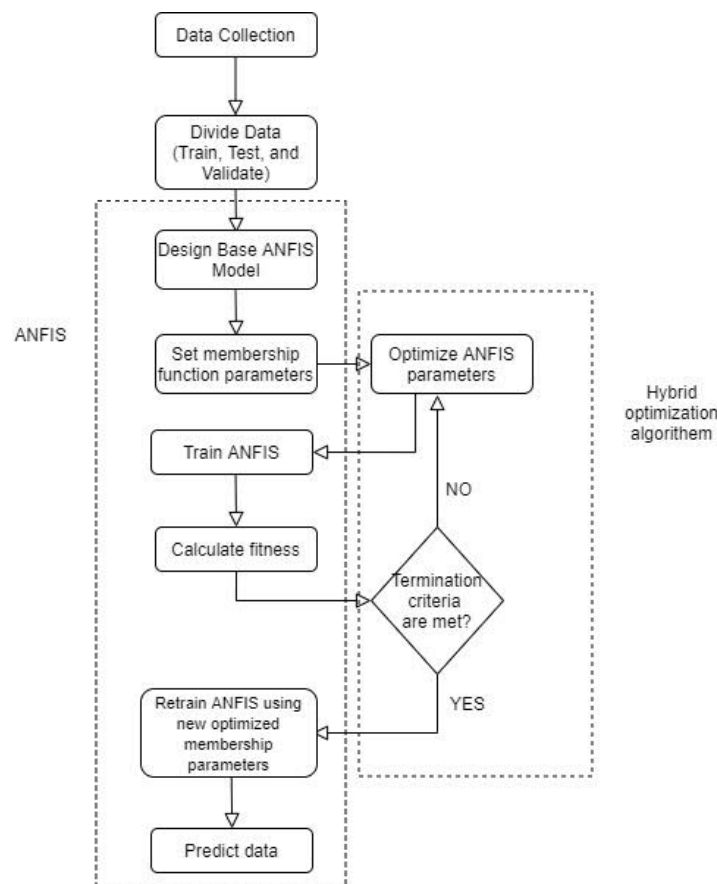 Data Collection
Divide Data
(Train, Test, and
Validate)
Design Base ANFIS
Model
ANFIS
Set membership
function parameters
Optimize ANFIS
parameters
Hybrid
optimization
algorithem
Train ANFIS
NO
Calculate fitness
Termination
criteria
are met?
YES
Retrain ANFIS using
new optimized
membership
parameters
Predict data